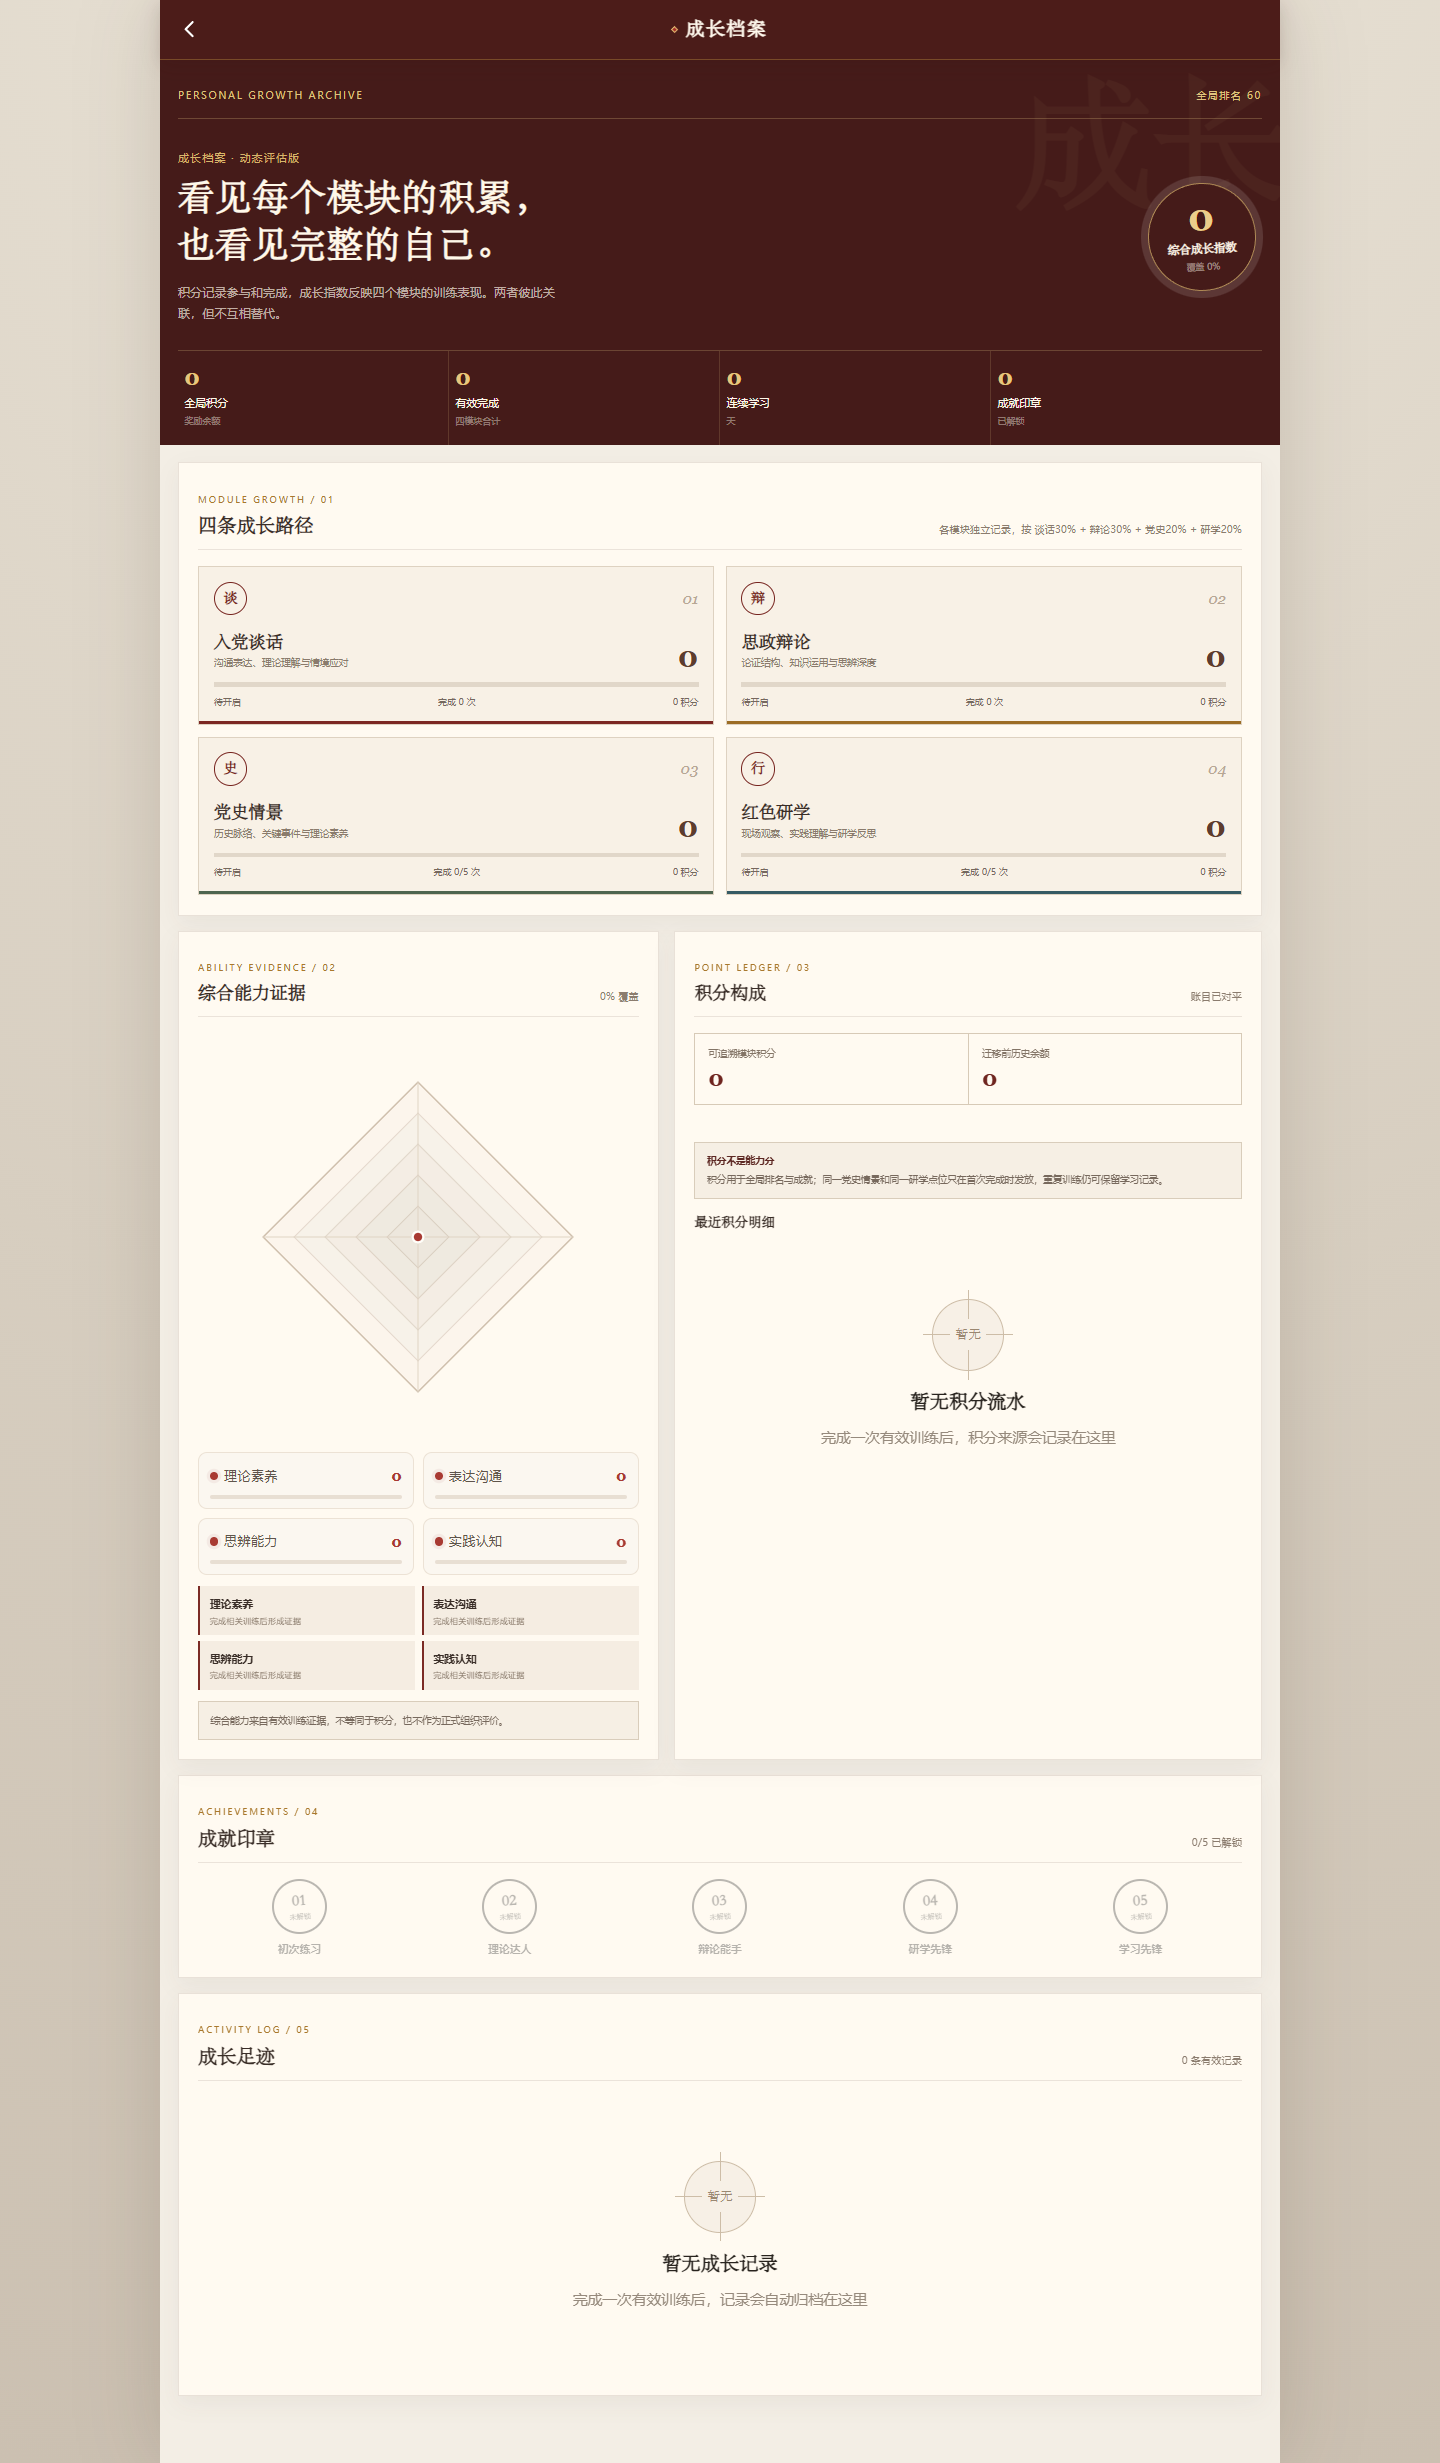 成长档案
成长
PERSONAL GROWTH ARCHIVE
全局排名 60
成长档案 · 动态评估版
看见每个模块的积累，
也看见完整的自己。
积分记录参与和完成，成长指数反映四个模块的训练表现。两者彼此关
联，但不互相替代。
0
综合成长指数
覆盖 0%
0
全局积分
奖励余额
0
有效完成
四模块合计
0
连续学习
天
0
成就印章
已解锁
MODULE GROWTH / 01
四条成长路径
各模块独立记录，按 谈话30% + 辩论30% + 党史20% + 研学20%
谈
01
入党谈话
沟通表达、理论理解与情境应对
0
待开启
完成 0 次
0 积分
辩
02
思政辩论
论证结构、知识运用与思辨深度
0
待开启
完成 0 次
0 积分
史
03
党史情景
历史脉络、关键事件与理论素养
0
待开启
完成 0/5 次
0 积分
行
04
红色研学
现场观察、实践理解与研学反思
0
待开启
完成 0/5 次
0 积分
ABILITY EVIDENCE / 02
综合能力证据
0% 覆盖
理论素养
0
表达沟通
0
思辨能力
0
实践认知
0
理论素养
完成相关训练后形成证据
表达沟通
完成相关训练后形成证据
思辨能力
完成相关训练后形成证据
实践认知
完成相关训练后形成证据
综合能力来自有效训练证据，不等同于积分，也不作为正式组织评价。
POINT LEDGER / 03
积分构成
账目已对平
可追溯模块积分
0
迁移前历史余额
0
积分不是能力分
积分用于全局排名与成就；同一党史情景和同一研学点位只在首次完成时发放，重复训练仍可保留学习记录。
最近积分明细
暂无
暂无积分流水
完成一次有效训练后，积分来源会记录在这里
ACHIEVEMENTS / 04
成就印章
0/5 已解锁
01
未解锁
初次练习
02
未解锁
理论达人
03
未解锁
辩论能手
04
未解锁
研学先锋
05
未解锁
学习先锋
ACTIVITY LOG / 05
成长足迹
0 条有效记录
暂无
暂无成长记录
完成一次有效训练后，记录会自动归档在这里